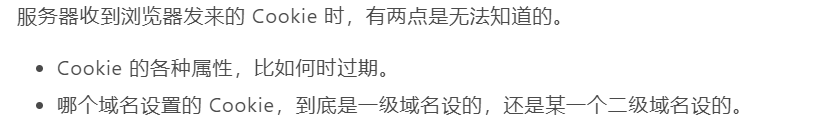 服务器收到浏览器发来的 Cookie 时，有两点是无法知道的。
• Cookie 的各种属性，比如何时过期。
• 哪个域名设置的 Cookie，到底是一级域名设的，还是某一个二级域名设的。